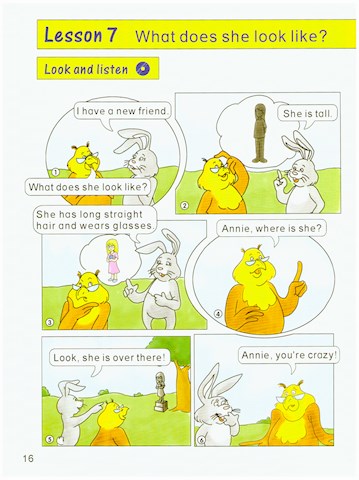 Lesson 7 What does she look like?
Look and listen
I have a new friend.
1
What does she look like?
She is tall.
2
She has long straight
hair and wears glasses.
3
Annie, where is she?
4
Look, she is over there!
5
Annie, you're crazy!
6
16